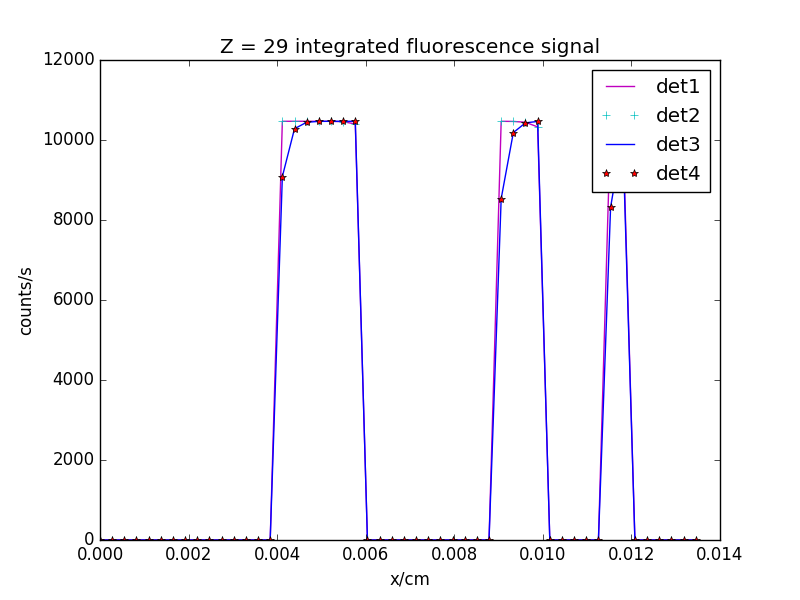 Z = 29 integrated fluorescence signal
12000
10000
8000
6000
4000
2000
0
counts/s
det1
det2
det3
det4
0.000 0.002 0.004 0.006 0.008 0.010 0.012 0.014
x/cm